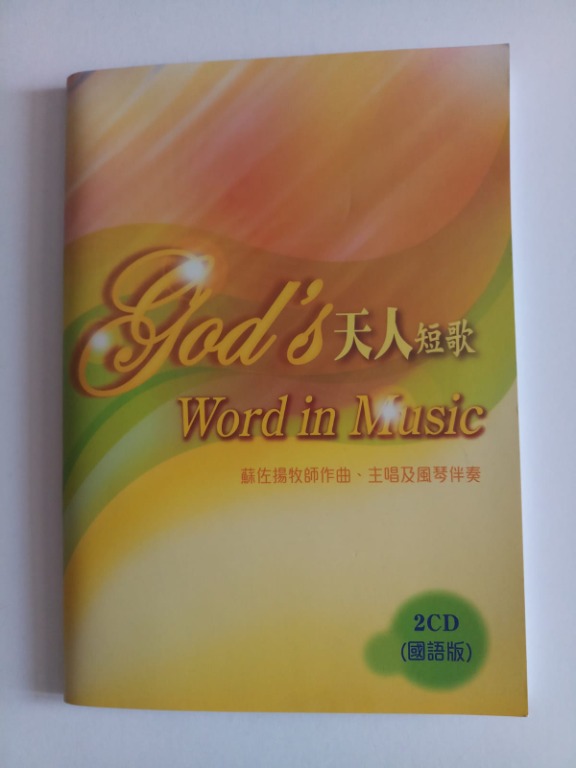 God's 天人短歌
Word in Music
蘇佐揚牧師作曲、主唱及風琴伴奏
2CD
(國語版)